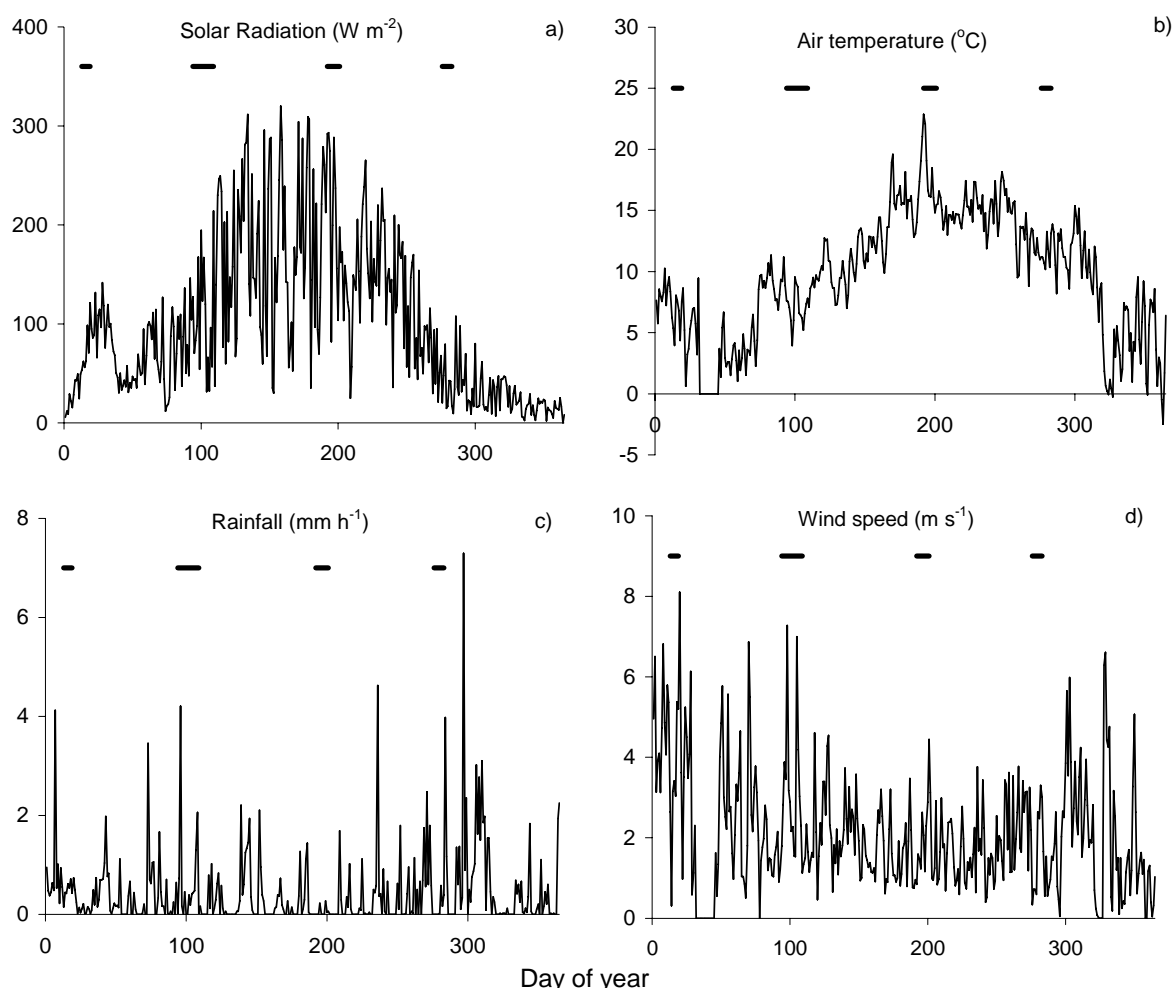 Solar Radiation (W m-2)
a)
400
300
200
100
0
0 100 200 300
Air temperature (oC)
b)
30
25
20
15
10
5
0
-5
0 100 200 300
Rainfall (mm h-1)
c)
8
6
4
2
0
0 100 200 300
Wind speed (m s-1)
d)
10
8
6
4
2
0
0 100 200 300
Day of year